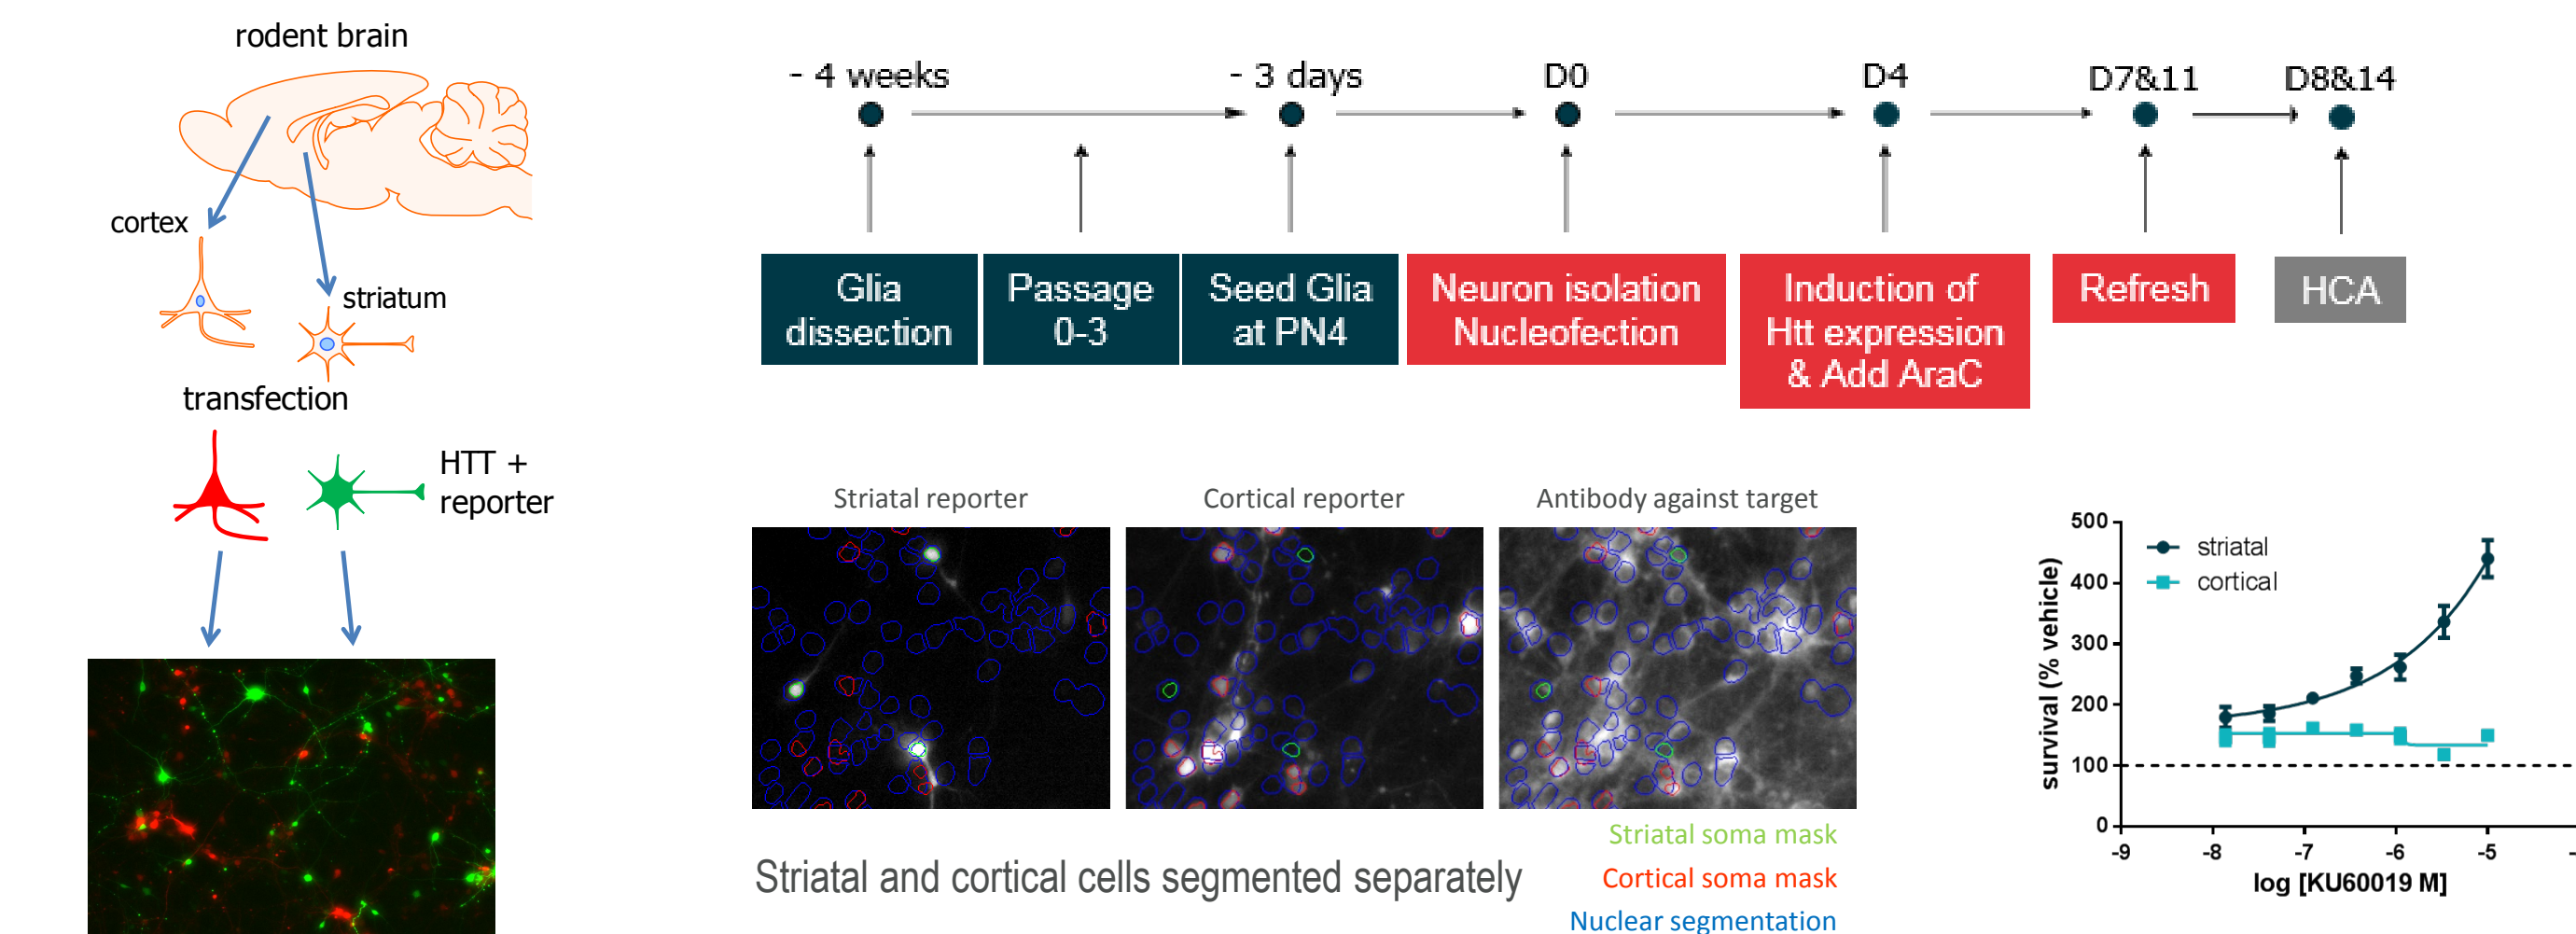 rodent brain
cortex
striatum
transfection
HTT +
reporter
- 4 weeks
- 3 days
D0
D4
D7&11
D8&14
Glia
dissection
Passage
0-3
Seed Glia
at PN4
Neuron isolation
Nucleofection
Induction of
Htt expression
& Add AraC
Refresh
HCA
Striatal reporter
Cortical reporter
Antibody against target
Striatal soma mask
Cortical soma mask
Nuclear segmentation
Striatal and cortical cells segmented separately
survival (% vehicle)
500
400
300
200
100
0
striatal
cortical
-9
-8
-7
-6
-5
log [KU60019 M]